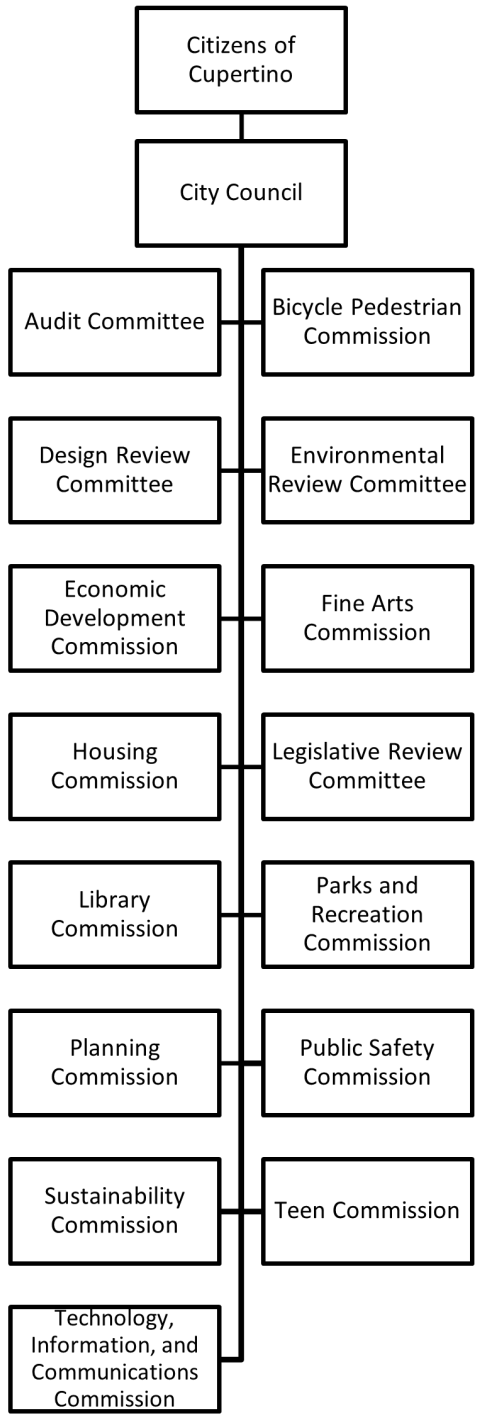 Citizens of
Cupertino
City Council
Audit Committee
Bicycle Pedestrian
Commission
Design Review
Committee
Environmental
Review Committee
Economic
Development
Commission
Fine Arts
Commission
Housing
Commission
Legislative Review
Committee
Library
Commission
Parks and
Recreation
Commission
Planning
Commission
Public Safety
Commission
Sustainability
Commission
Teen Commission
Technology,
Information, and
Communications
Commission